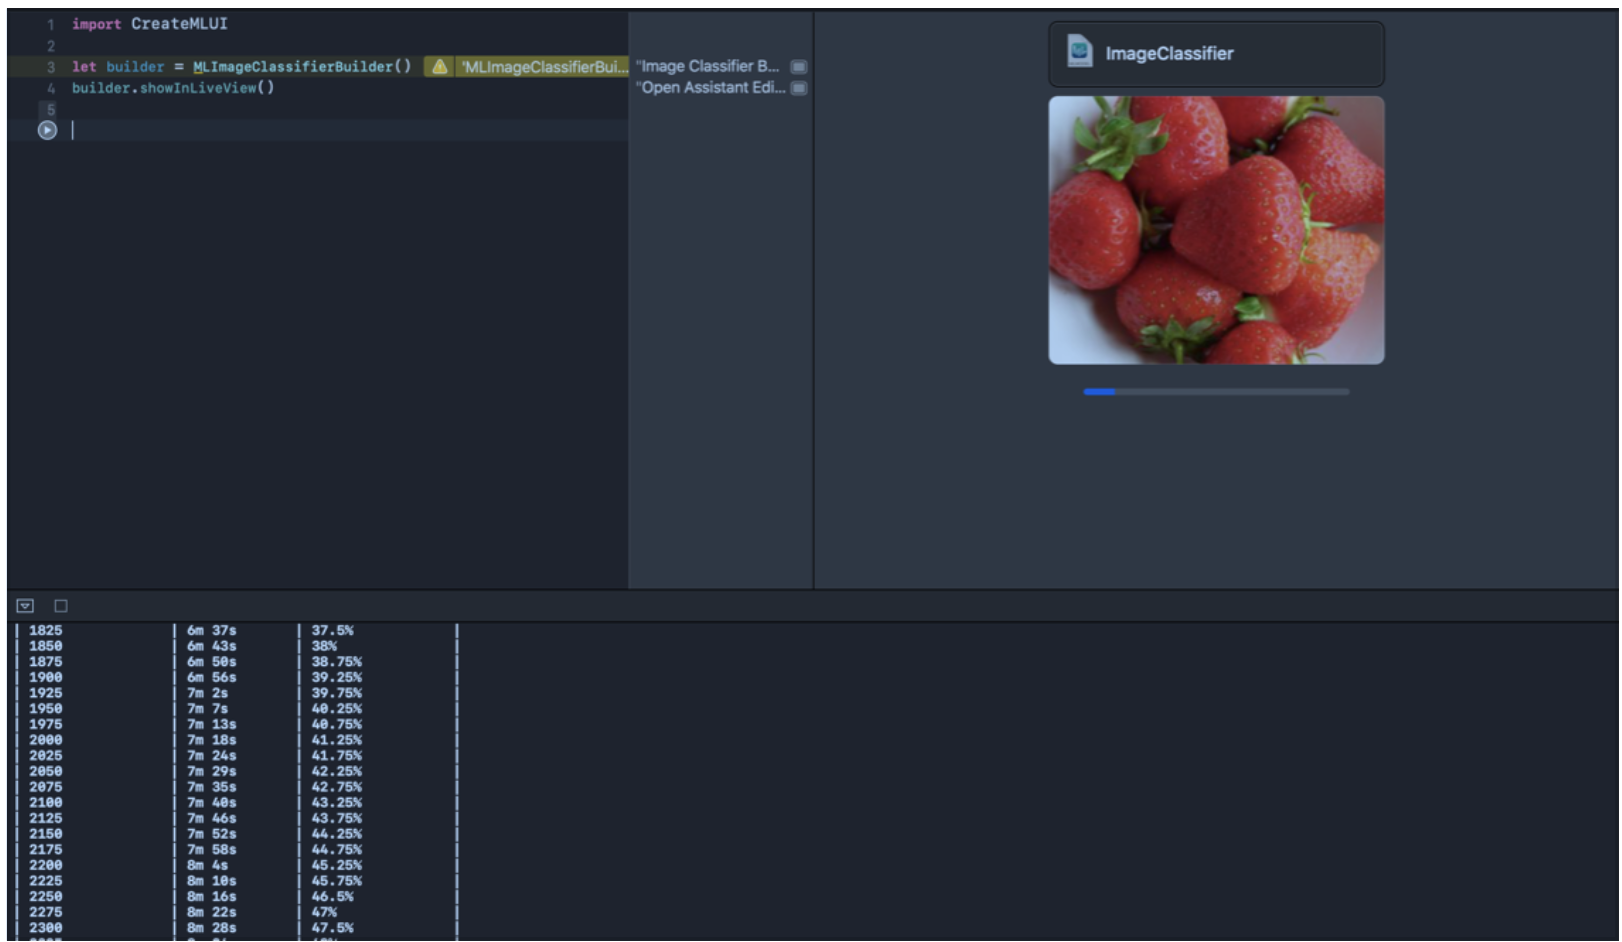 1 import CreateMLUI
2
3 let builder = MLImageClassifierBuilder() 'MLImageClassifierBui...
4 builder.showInLiveView()
5
"Image Classifier B...
"Open Assistant Edi...
ImageClassifier
| 1825 | 6m 37s | 37.5% |
| 1850 | 6m 43s | 38% |
| 1875 | 6m 50s | 38.75% |
| 1900 | 6m 56s | 39.25% |
| 1925 | 7m 2s | 39.75% |
| 1950 | 7m 7s | 40.25% |
| 1975 | 7m 13s | 40.75% |
| 2000 | 7m 18s | 41.25% |
| 2025 | 7m 24s | 41.75% |
| 2050 | 7m 29s | 42.25% |
| 2075 | 7m 35s | 42.75% |
| 2100 | 7m 40s | 43.25% |
| 2125 | 7m 46s | 43.75% |
| 2150 | 7m 52s | 44.25% |
| 2175 | 7m 58s | 44.75% |
| 2200 | 8m 4s | 45.25% |
| 2225 | 8m 10s | 45.75% |
| 2250 | 8m 16s | 46.5% |
| 2275 | 8m 22s | 47% |
| 2300 | 8m 28s | 47.5% |